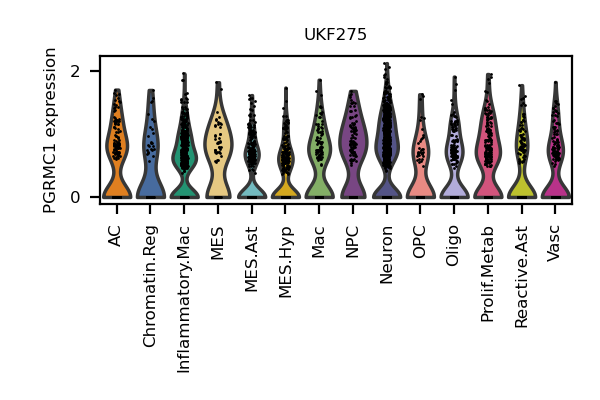 UKF275
PGRMC1 expression
2
0
AC
Chromatin.Reg
Inflammatory.Mac
MES
MES.Ast
MES.Hyp
Mac
NPC
Neuron
OPC
Oligo
Prolif.Metab
Reactive.Ast
Vasc